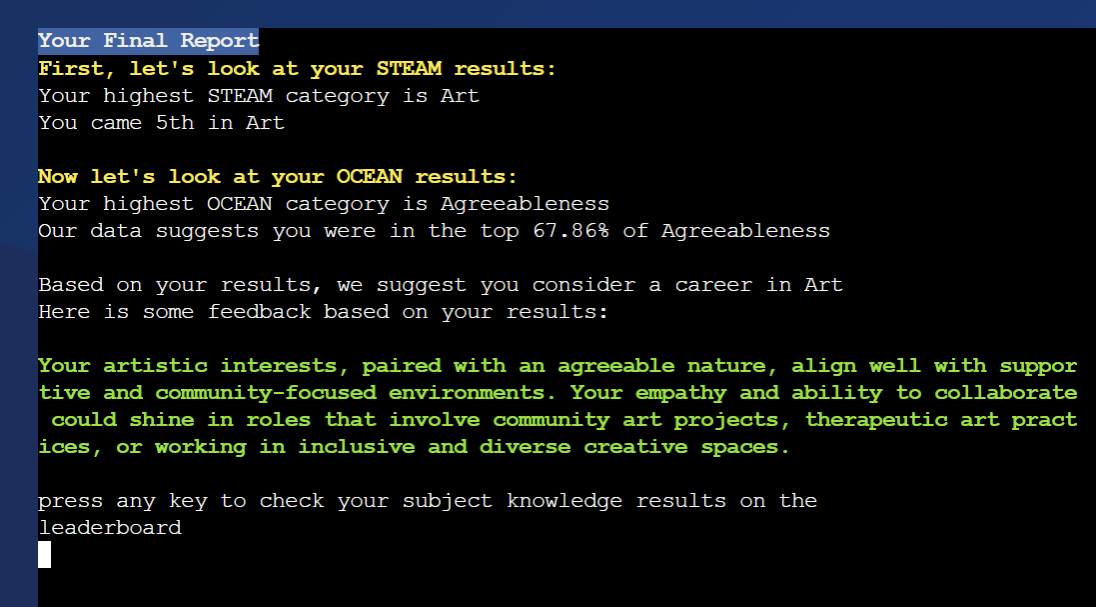 Your Final Report
First, let's look at your STEAM results:
Your highest STEAM category is Art
You came 5th in Art
Now let's look at your OCEAN results:
Your highest OCEAN category is Agreeableness
Our data suggests you were in the top 67.86% of Agreeableness
Based on your results, we suggest you consider a career in Art
Here is some feedback based on your results:
Your artistic interests, paired with an agreeable nature, align well with suppor
tive and community-focused environments. Your empathy and ability to collaborate
 could shine in roles that involve community art projects, therapeutic art pract
ices, or working in inclusive and diverse creative spaces.
press any key to check your subject knowledge results on the
leaderboard